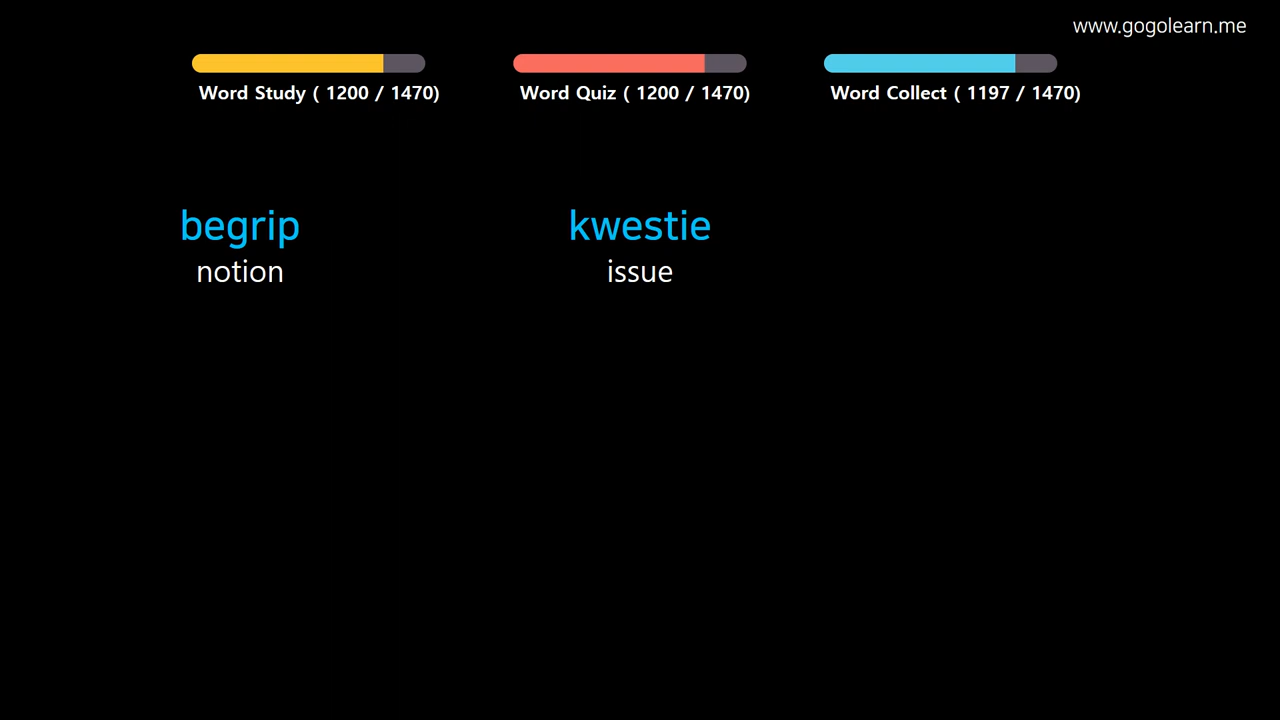 www.gogolearn.me
Word Study ( 1200 / 1470)
Word Quiz ( 1200 / 1470)
Word Collect ( 1197 / 1470)
begrip
notion
kwestie
issue